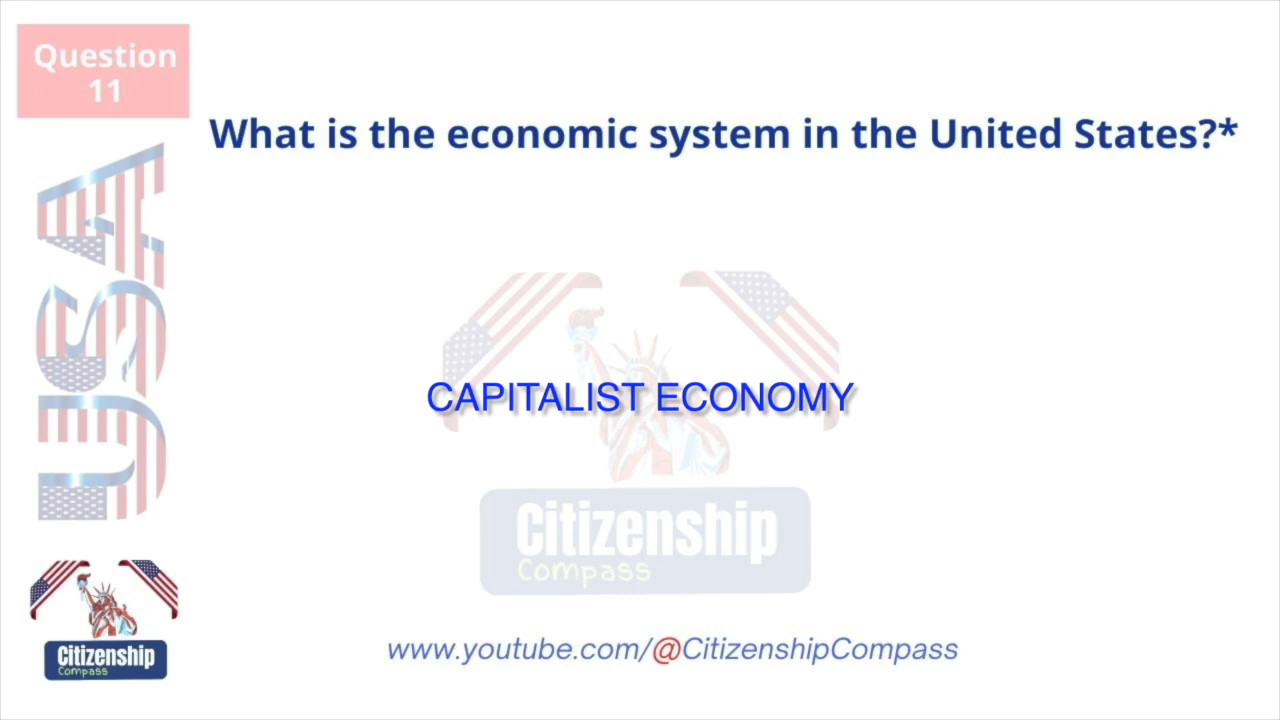 Question
11
What is the economic system in the United States?*
USA
CAPITALIST ECONOMY
Citizenship
Compass
Citizenship
Compass
www.youtube.com/@CitizenshipCompass